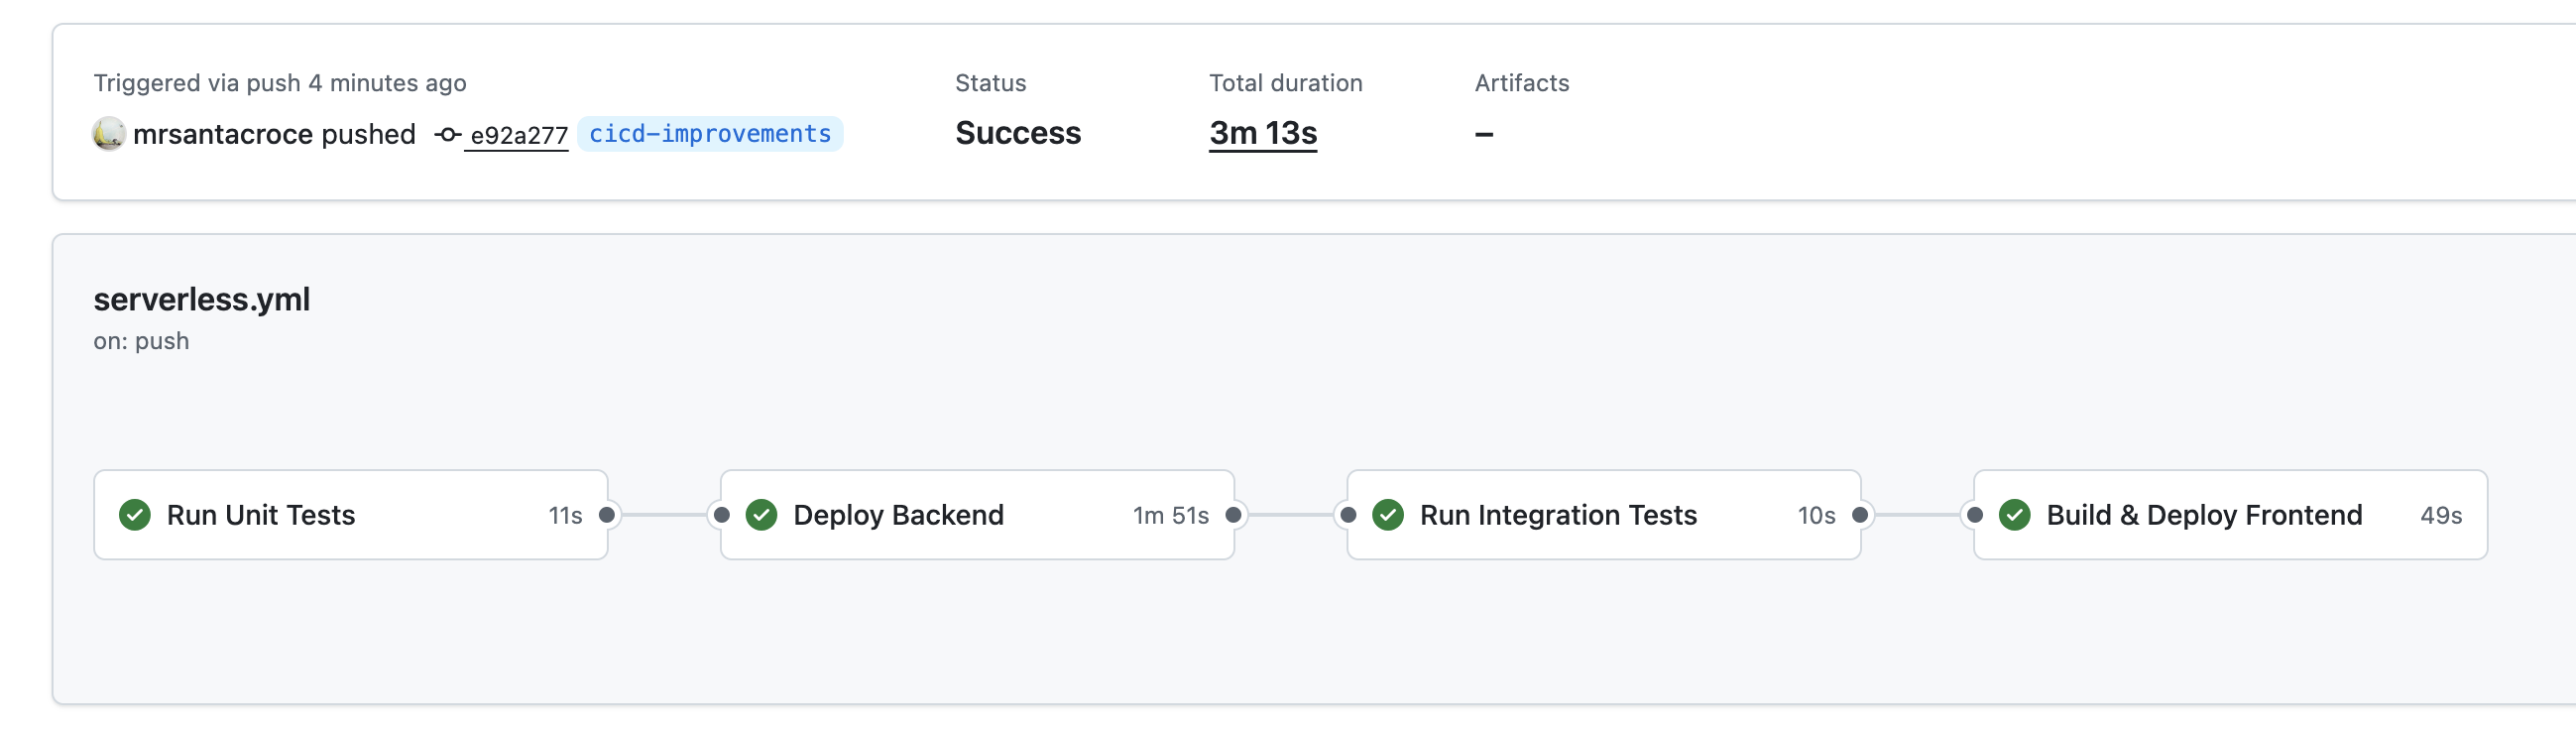 Triggered via push 4 minutes ago
mrsantacroce pushed e92a277 cicd-improvements
Status
Success
Total duration
3m 13s
Artifacts
–
serverless.yml
on: push
Run Unit Tests 11s
Deploy Backend 1m 51s
Run Integration Tests 10s
Build & Deploy Frontend 49s